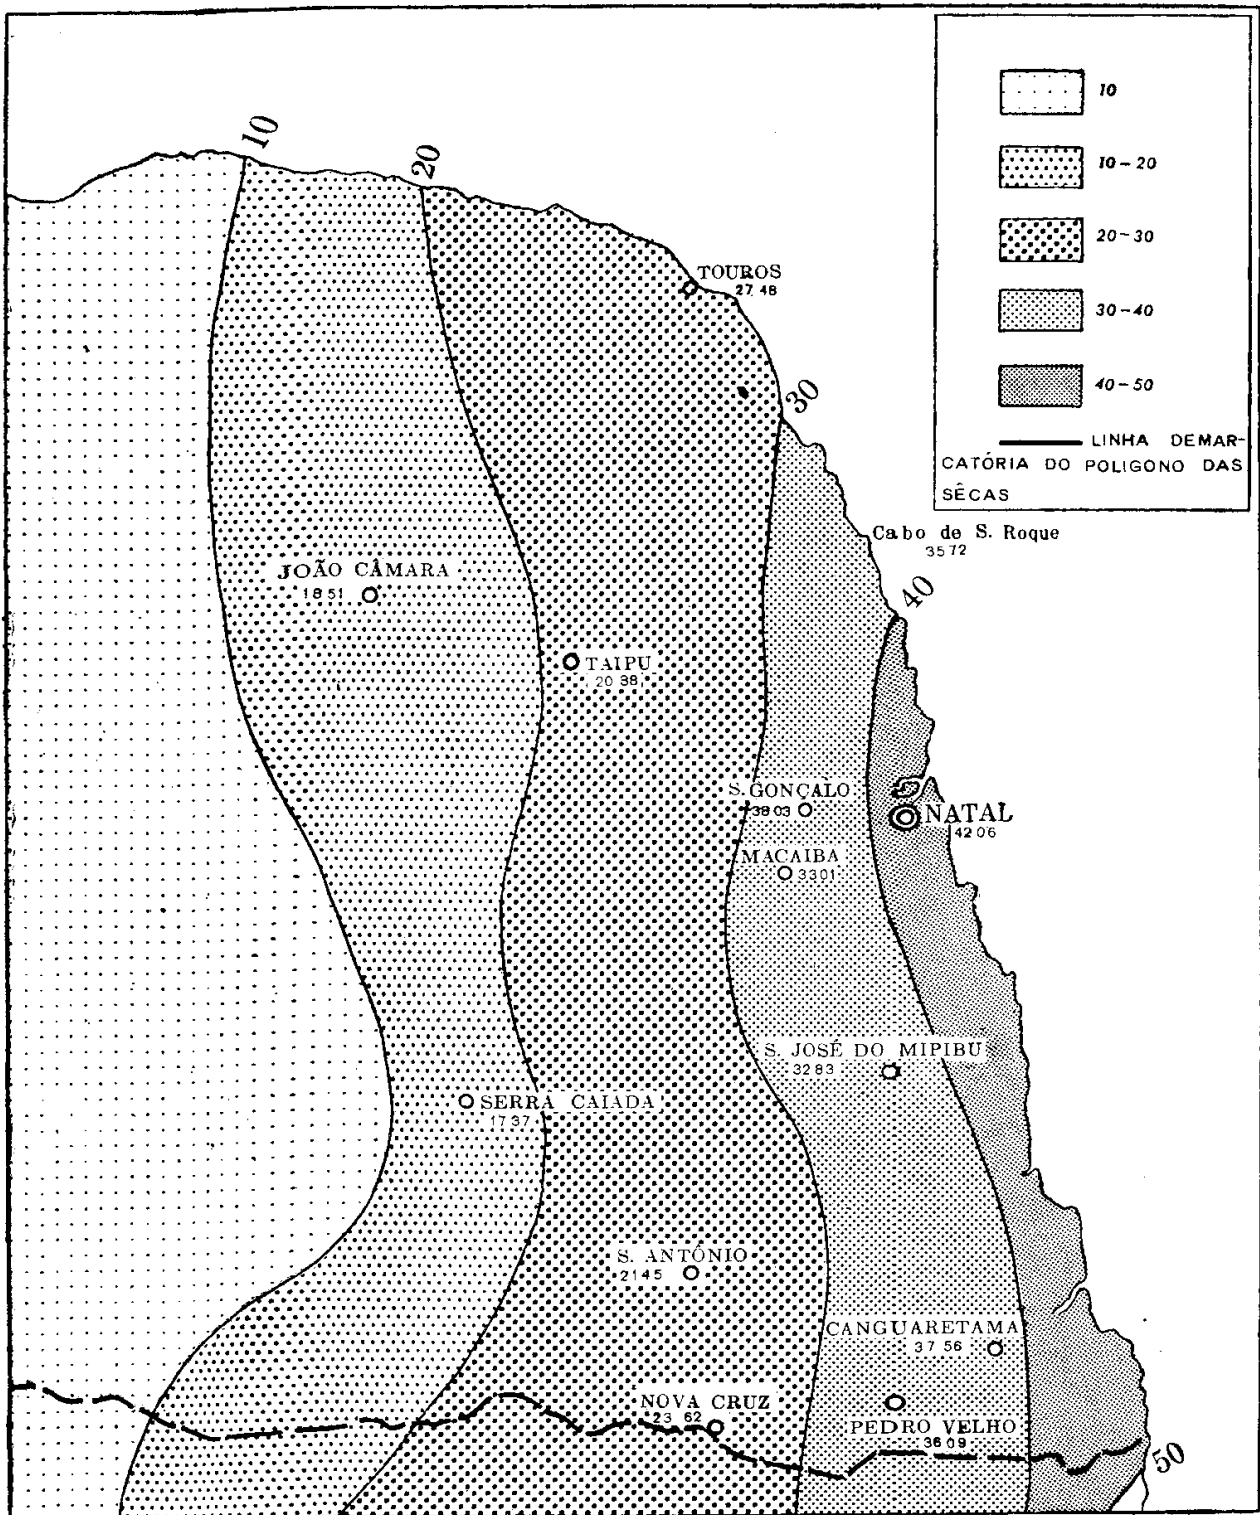 10
10-20
20-30
30-40
40-50
LINHA DEMAR-
CATÓRIA DO POLIGONO DAS
SÊCAS
10
20
TOUROS
27 48
30
Cabo de S. Roque
35 72
40
JOÃO CÂMARA
18 51
TAIPU
20 38
S. GONÇALO
38 03
NATAL
42 06
MACAIBA
33 01
S. JOSÉ DO MIPIBU
32 83
SERRA CAIADA
17 37
S. ANTÔNIO
21 45
CANGUARETAMA
37 56
NOVA CRUZ
23 62
PEDRO VELHO
36 09
50